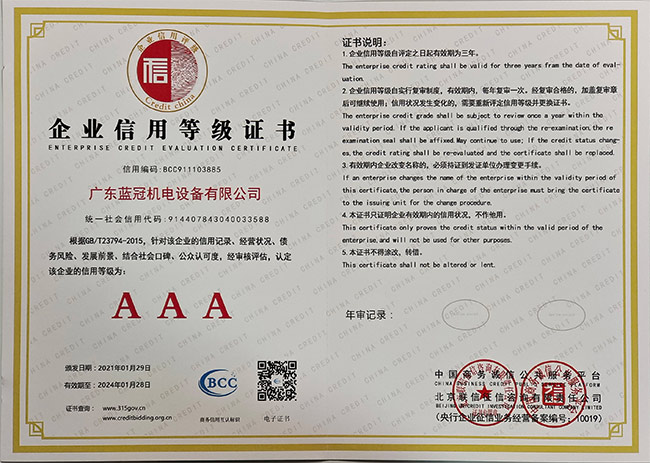 企业信用评级
信
Credit china
企业信用等级证书
ENTERPRISE CREDIT EVALUATION CERTIFICATE
信用编码:BCC911103885
广东蓝冠机电设备有限公司
统一社会信用代码:914407843040033588
根据GB/T23794-2015，针对该企业的信用记录、经营状况、债
务风险、发展前景，结合社会口碑、公众认可度，经审核评估，认定
该企业的信用等级为:
AAA
颁发日期:2021年01月29日
有效期至:2024年01月28日
证书查询: www.315gov.cn
www.creditbidding.org.cn
BCC
商务信用互认标识
电子证书
证书说明:
1. 企业信用等级自评定之日起有效期为三年。
The enterprise credit rating shall be valid for three years fram the date of eval-
uation.
2. 企业信用等级自实行复审制度，有效期内，每年复审一次。经复审合格的，加盖复审章
后可继续使用；信用状况发生变化的，需要重新评定信用等级并更换证书。
The enterprise credit grade shall be subject to review once a year within the
validity period. If the applicant is qualified through the re-examination, the re
examination seal shall be affixed. May continue to use; If the credit status chang-
es, the credit rating shall be re-evaluated and the certificate shall be replaced.
3. 有效期内企业改变名称的，必须持证到发证单位办理变更手续。
If an enterprise changes the name of the enterprise within the validity period of
this certificate, the person in charge of the enterprise must bring the certificate
to the issuing unit for the change procedure.
4. 本证书只证明企业有效期内的信用状况，不作他用。
This certificate only proves the credit status within the valid period of the
enterprise, and will not be used for other purposes.
5. 本证书不得涂改，转借。
This certificate shall not be altered or lent.
年审记录:
中国商务诚信公共服务平台
北京联信征信咨询有限责任公司
(央行企业征信业务经营备案编号:10019)